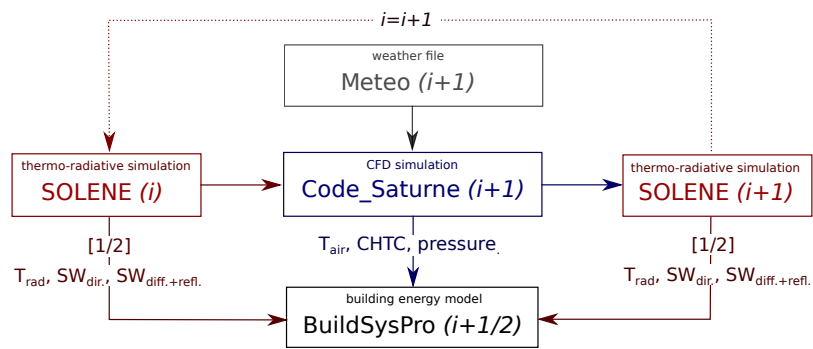 i=i+1
weather file
Meteo (i+1)
thermo-radiative simulation
SOLENE (i)
CFD simulation
Code_Saturne (i+1)
thermo-radiative simulation
SOLENE (i+1)
[1/2]
T_rad, SW_dir., SW_diff.+refl.
T_air, CHTC, pressure.
[1/2]
T_rad, SW_dir., SW_diff.+refl.
building energy model
BuildSysPro (i+1/2)